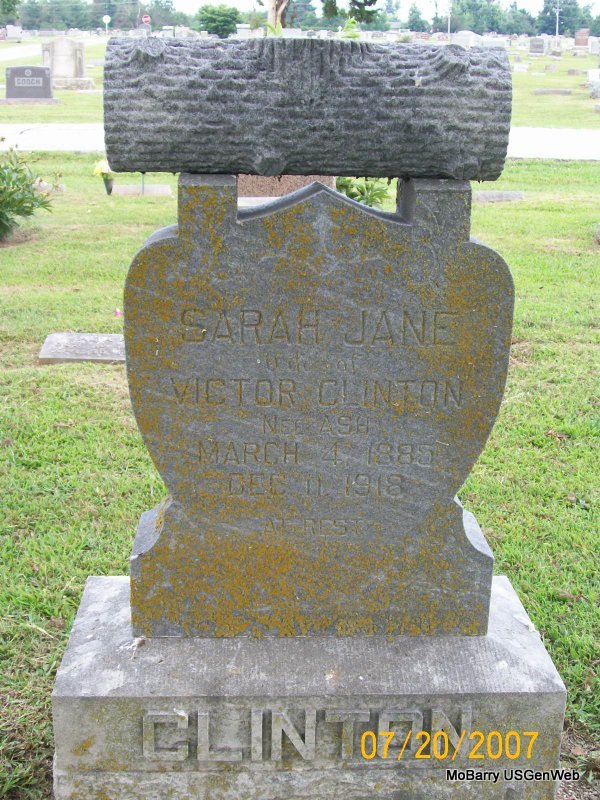 GOOCH
SARAH JANE
Wife of
VICTOR CLINTON
NEE ASH
MARCH 4 1885
DEC 11 1918
AT REST
CLINTON
07/20/2007
MoBarry USGenWeb